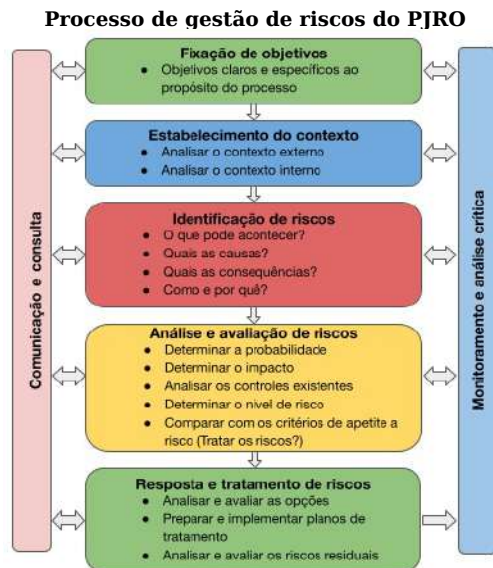 Processo de gestão de riscos do PJRO
Comunicação e consulta
Fixação de objetivos
● Objetivos claros e específicos ao
propósito do processo
Estabelecimento do contexto
● Analisar o contexto externo
● Analisar o contexto interno
Identificação de riscos
● O que pode acontecer?
● Quais as causas?
● Quais as consequências?
● Como e por quê?
Análise e avaliação de riscos
● Determinar a probabilidade
● Determinar o impacto
● Analisar os controles existentes
● Determinar o nivel de risco
● Comparar com os critérios de apetite a
risco (Tratar os riscos?)
Resposta e tratamento de riscos
● Analisar e avaliar as opções
● Preparar e implementar planos de
tratamento
● Analisar e avaliar os riscos residuais
Monitoramento e análise crítica